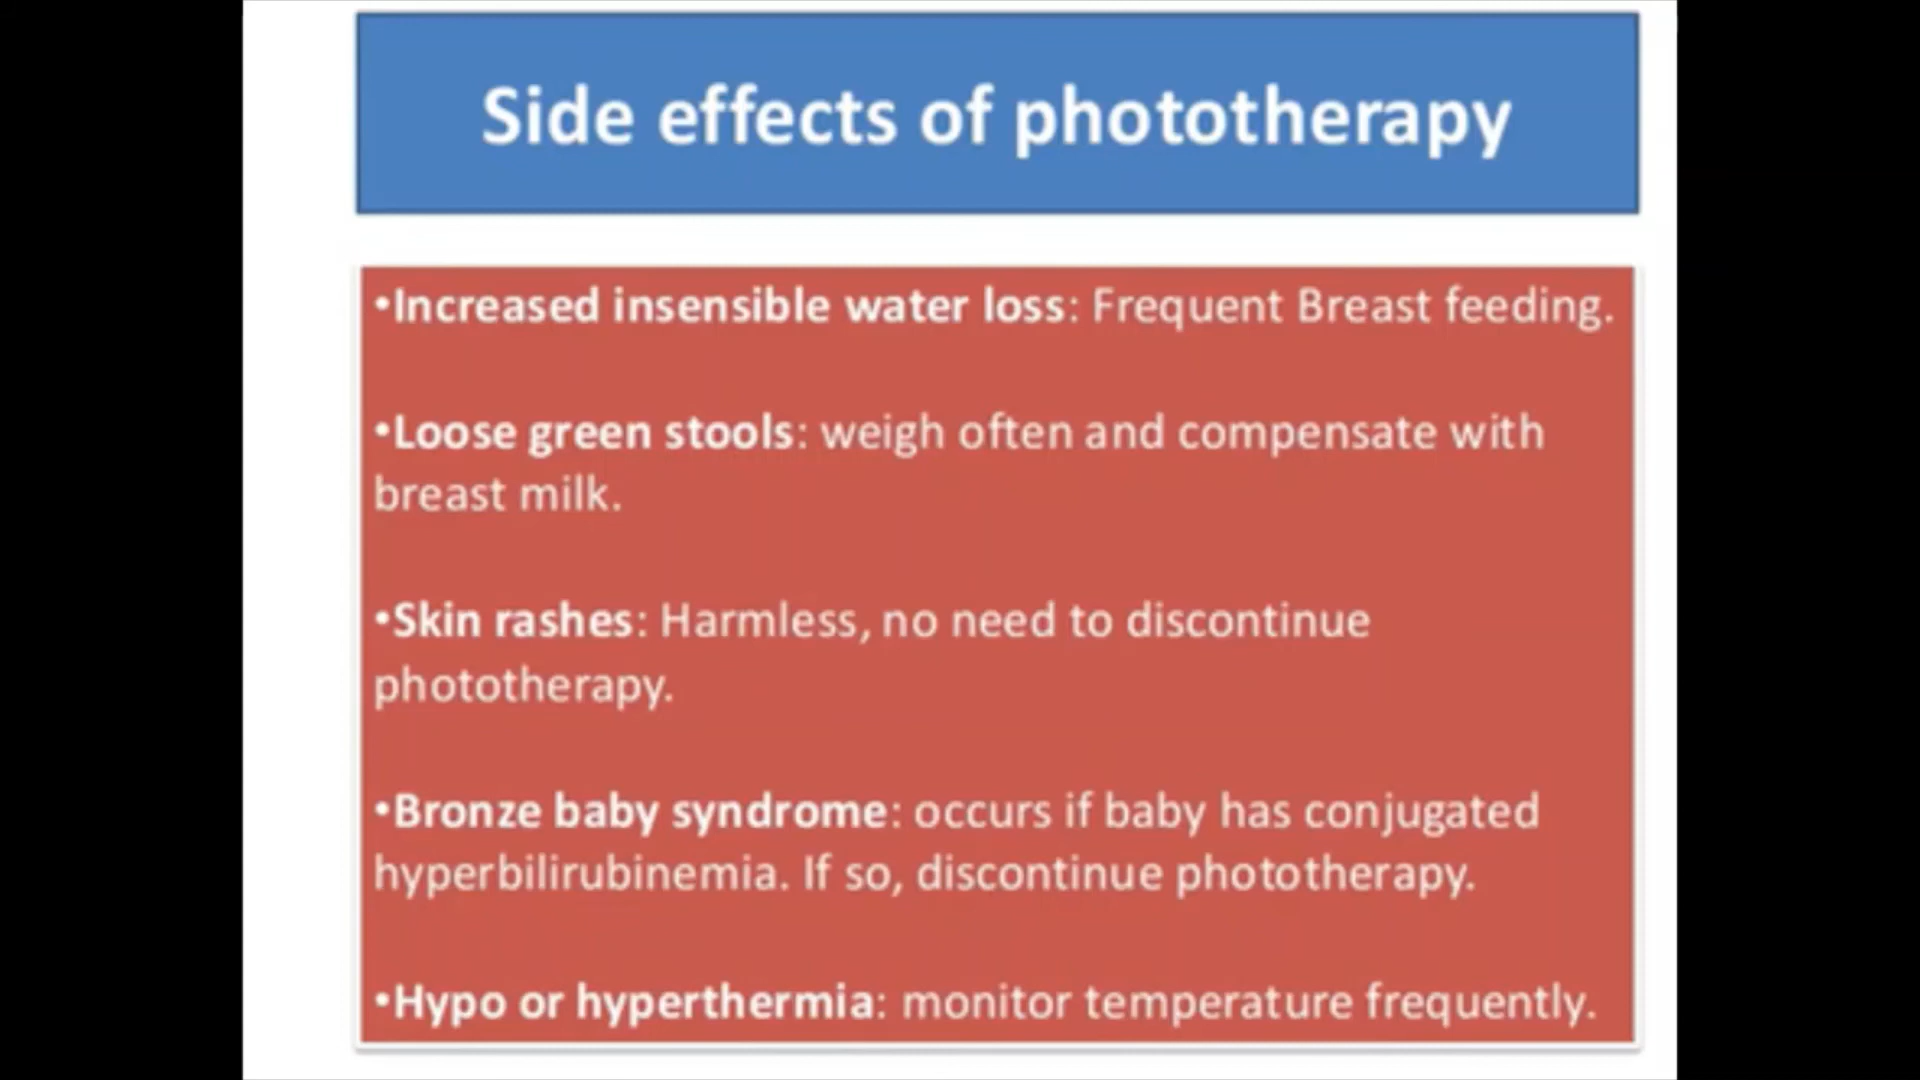 Side effects of phototherapy
•Increased insensible water loss: Frequent Breast feeding.
•Loose green stools: weigh often and compensate with
breast milk.
•Skin rashes: Harmless, no need to discontinue
phototherapy.
•Bronze baby syndrome: occurs if baby has conjugated
hyperbilirubinemia. If so, discontinue phototherapy.
•Hypo or hyperthermia: monitor temperature frequently.